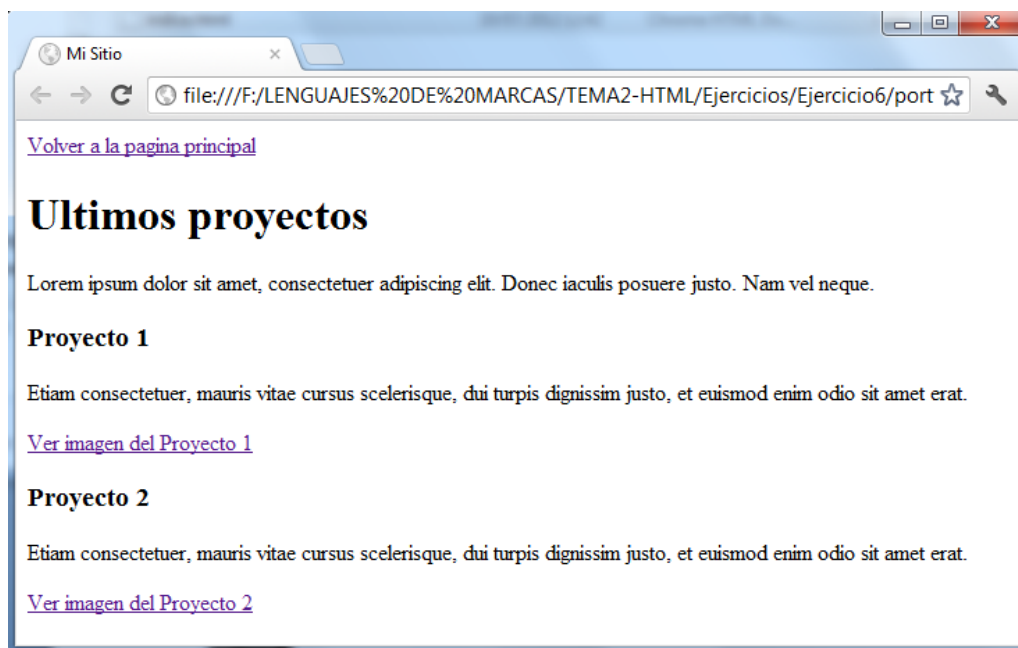 Mi Sitio
file:///F:/LENGUAJES%20DE%20MARCAS/TEMA2-HTML/Ejercicios/Ejercicio6/port
Volver a la pagina principal
Ultimos proyectos
Lorem ipsum dolor sit amet, consectetuer adipiscing elit. Donec iaculis posuere justo. Nam vel neque.
Proyecto 1
Etiam consectetuer, mauris vitae cursus scelerisque, dui turpis dignissim justo, et euismod enim odio sit amet erat.
Ver imagen del Proyecto 1
Proyecto 2
Etiam consectetuer, mauris vitae cursus scelerisque, dui turpis dignissim justo, et euismod enim odio sit amet erat.
Ver imagen del Proyecto 2